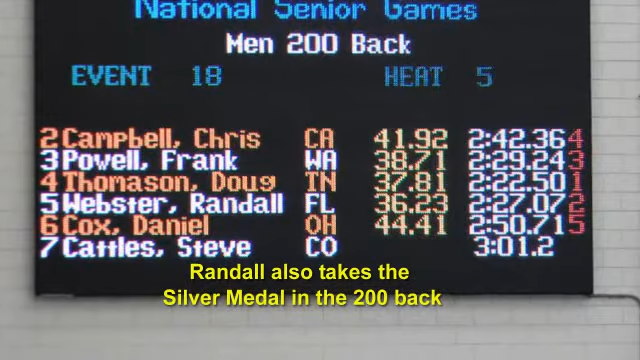 National Senior Games
Men 200 Back
EVENT 18 HEAT 5
2 Campbell, Chris CA 41.92 2:42.36 4
3 Powell, Frank WA 38.71 2:29.24 3
4 Thomason, Doug TN 37.81 2:22.50 1
5 Webster, Randall FL 36.23 2:27.07 2
6 Cox, Daniel OH 44.41 2:50.71 5
7 Cattles, Steve CO 3:01.2
Randall also takes the
Silver Medal in the 200 back